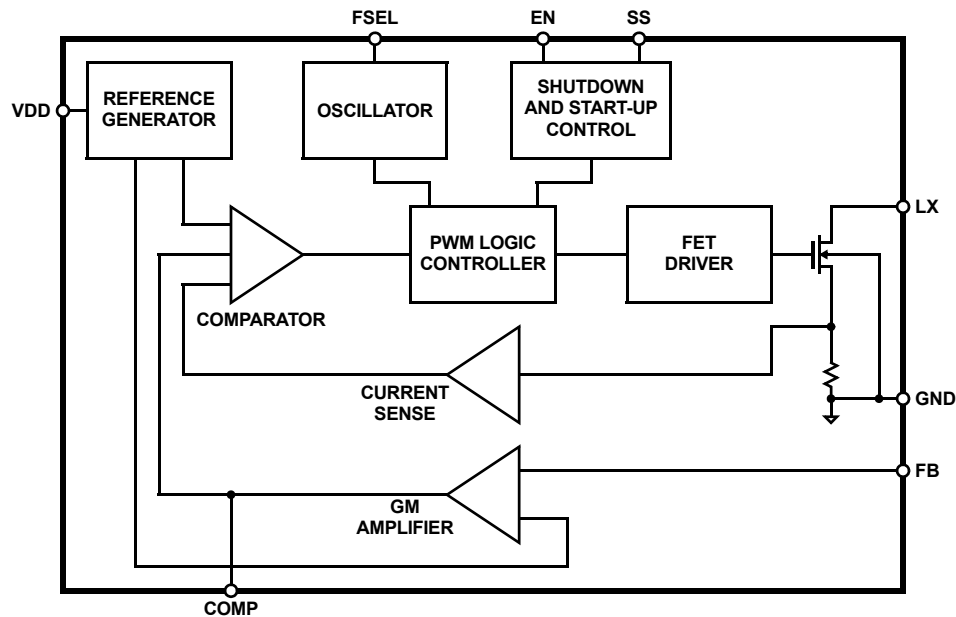 FSEL
EN
SS
VDD
REFERENCE
GENERATOR
OSCILLATOR
SHUTDOWN
AND START-UP
CONTROL
LX
PWM LOGIC
CONTROLLER
FET
DRIVER
COMPARATOR
CURRENT
SENSE
GND
FB
GM
AMPLIFIER
COMP